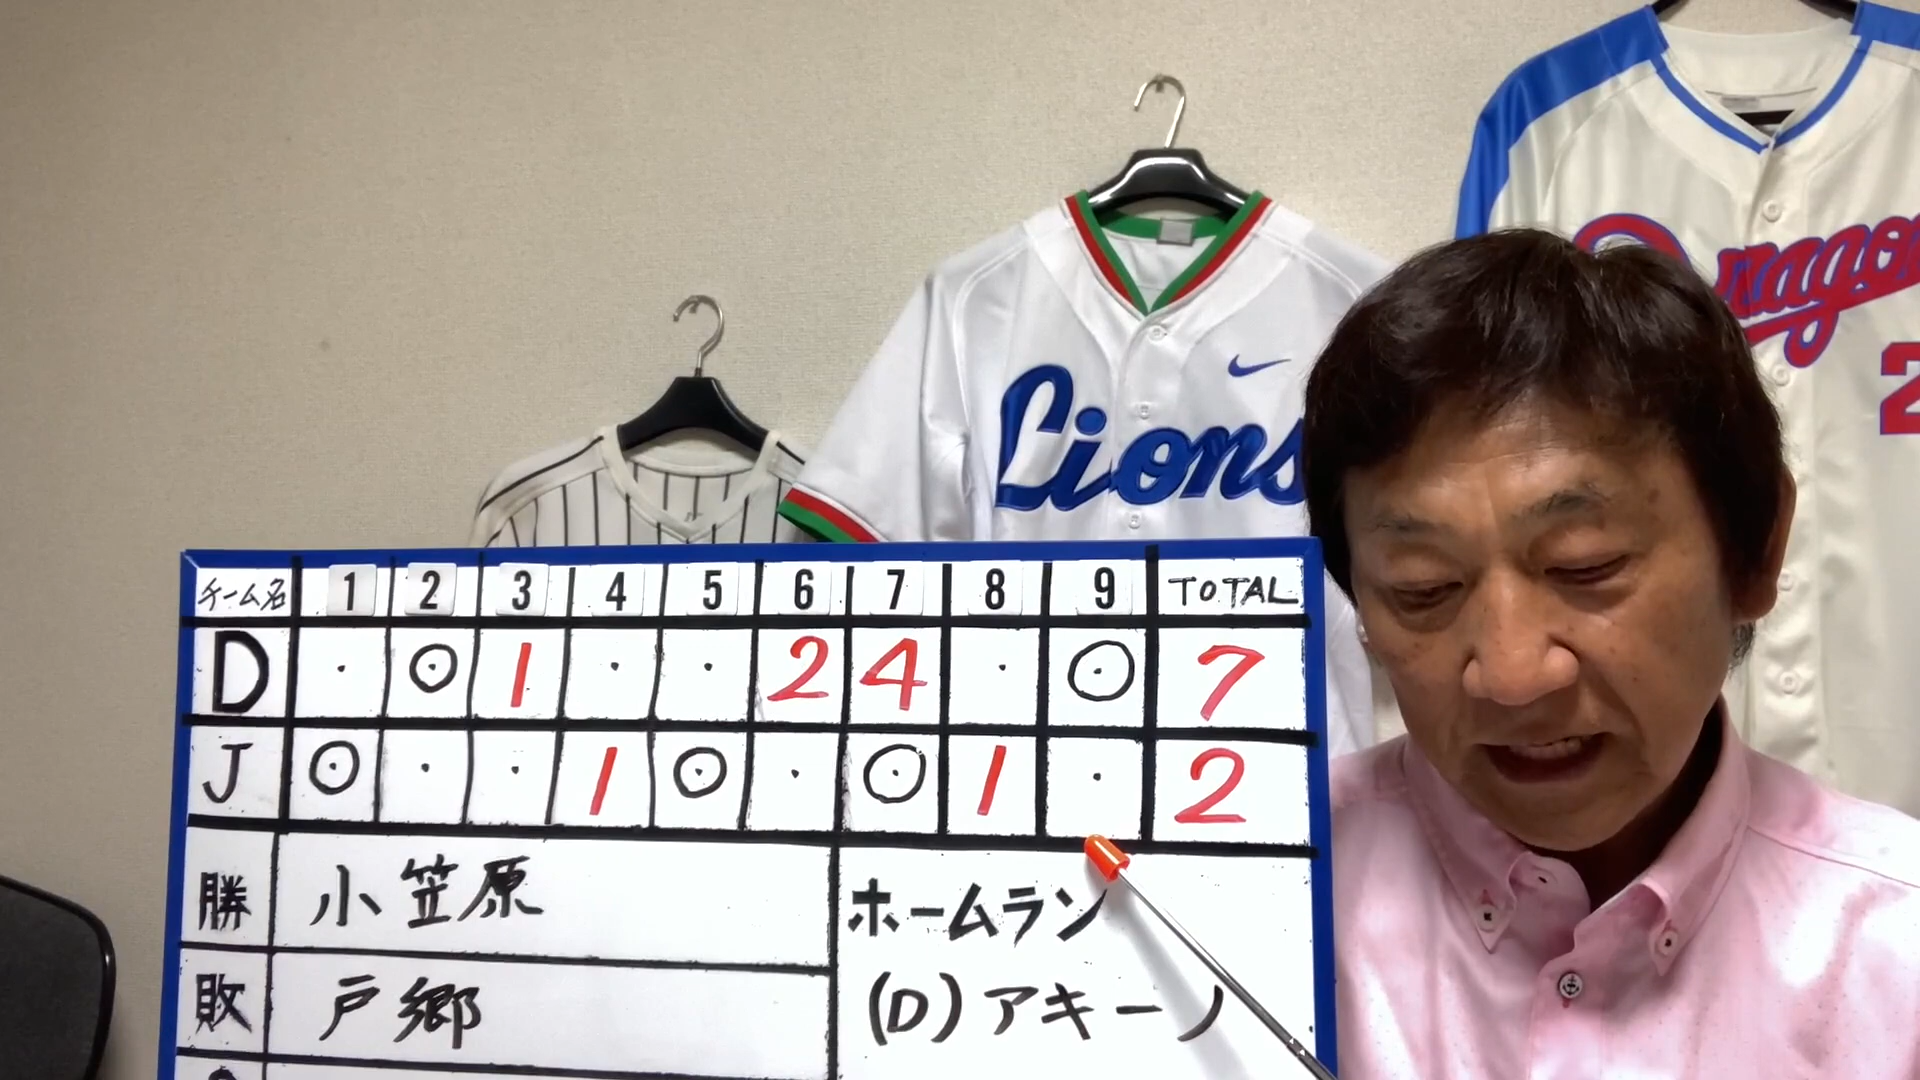 Dragon
2
Lions
チーム名 1 2 3 4 5 6 7 8 9 TOTAL
D ・ ⊙ 1 ・ ・ 2 4 ・ ⊙ 7
J ⊙ ・ ・ 1 ⊙ ・ ⊙ 1 ・ 2
勝 小笠原
敗 戸郷
ホームラン
(D) アキーノ